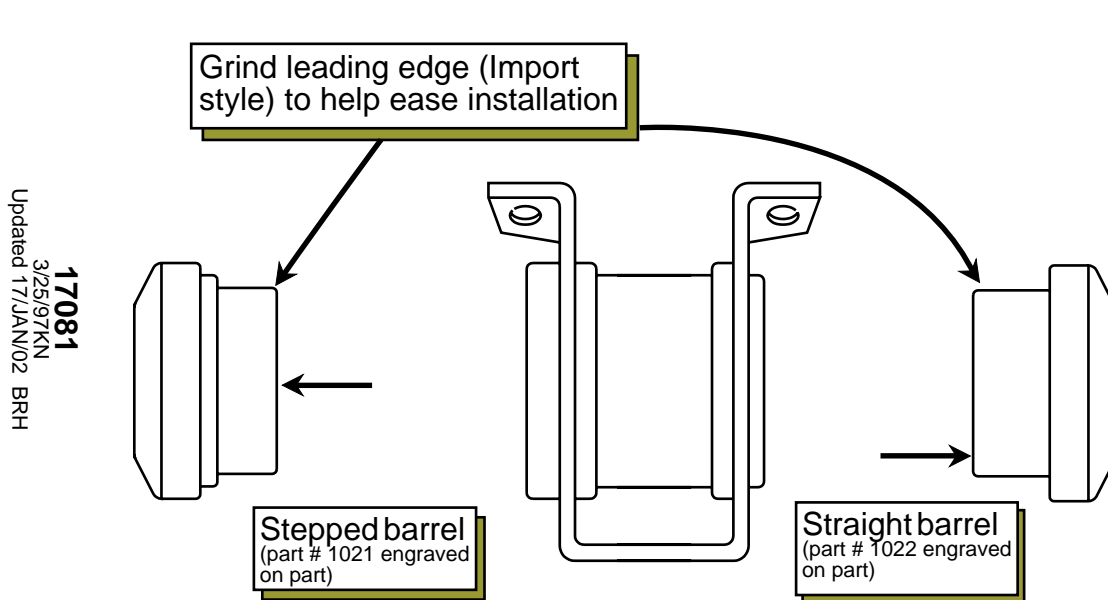 Grind leading edge (Import
style) to help ease installation
17081
3/25/97KN
Updated 17/JAN/02 BRH
Stepped barrel
(part # 1021 engraved
on part)
Straight barrel
(part # 1022 engraved
on part)